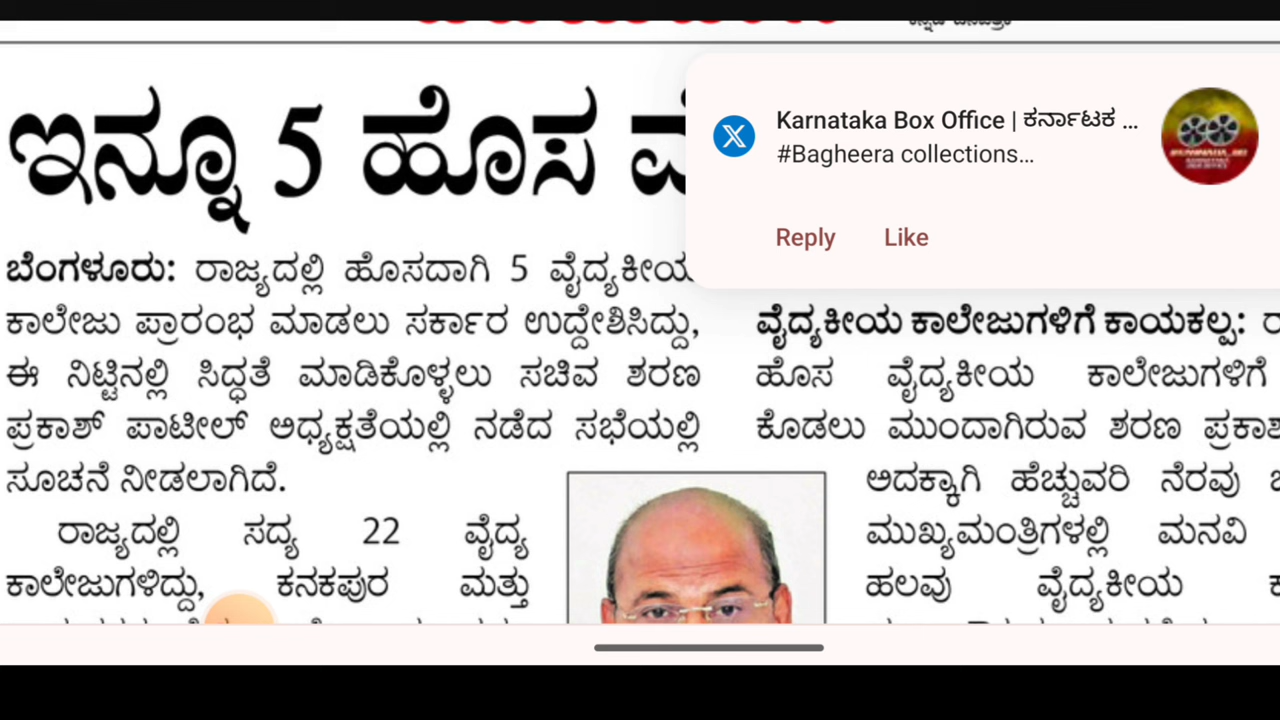 ಇನ್ನೂ 5 ಹೊಸ
Karnataka Box Office | ಕರ್ನಾಟಕ ...
#Bagheera collections...
Reply Like
ಬೆಂಗಳೂರು: ರಾಜ್ಯದಲ್ಲಿ ಹೊಸದಾಗಿ 5 ವೈದ್ಯಕೀಯ
ಕಾಲೇಜು ಪ್ರಾರಂಭ ಮಾಡಲು ಸರ್ಕಾರ ಉದ್ದೇಶಿಸಿದ್ದು,
ಈ ನಿಟ್ಟಿನಲ್ಲಿ ಸಿದ್ಧತೆ ಮಾಡಿಕೊಳ್ಳಲು ಸಚಿವ ಶರಣ
ಪ್ರಕಾಶ್ ಪಾಟೀಲ್ ಅಧ್ಯಕ್ಷತೆಯಲ್ಲಿ ನಡೆದ ಸಭೆಯಲ್ಲಿ
ಸೂಚನೆ ನೀಡಲಾಗಿದೆ.
ರಾಜ್ಯದಲ್ಲಿ ಸದ್ಯ 22 ವೈದ್ಯ
ಕಾಲೇಜುಗಳಿದ್ದು, ಕನಕಪುರ ಮತ್ತು
ವೈದ್ಯಕೀಯ ಕಾಲೇಜುಗಳಿಗೆ ಕಾಯಕಲ್ಪ:
ಹೊಸ ವೈದ್ಯಕೀಯ ಕಾಲೇಜುಗಳಿಗೆ
ಕೊಡಲು ಮುಂದಾಗಿರುವ ಶರಣ
ಅದಕ್ಕಾಗಿ ಹೆಚ್ಚುವರಿ ನೆರವು
ಮುಖ್ಯಮಂತ್ರಿಗಳಲ್ಲಿ ಮನವಿ
ಹಲವು ವೈದ್ಯಕೀಯ